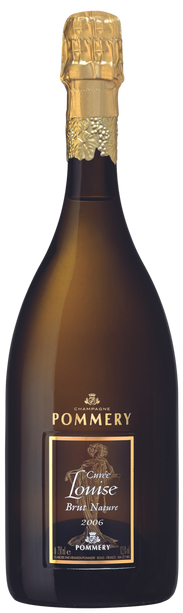 CHAMPAGNE
POMMERY
Cuvée
Louise
Brut Nature
2006
POMMERY